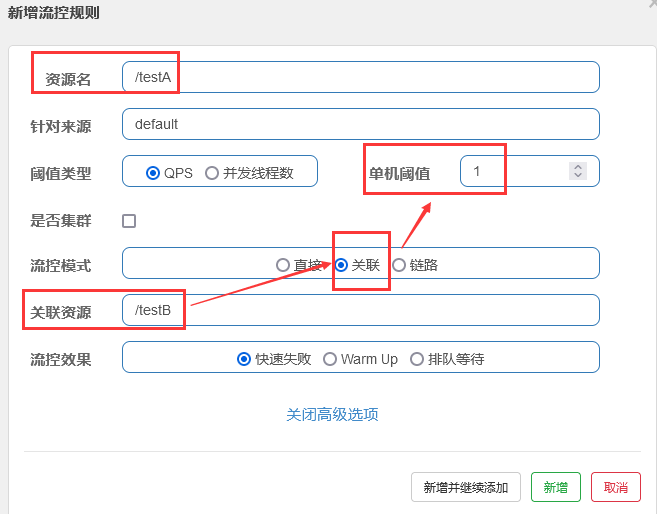 新增流控规则
资源名 /testA
针对来源 default
阈值类型 QPS 并发线程数 单机阈值 1
是否集群
流控模式 直接 关联 链路
关联资源 /testB
流控效果 快速失败 Warm Up 排队等待
关闭高级选项
新增并继续添加 新增 取消